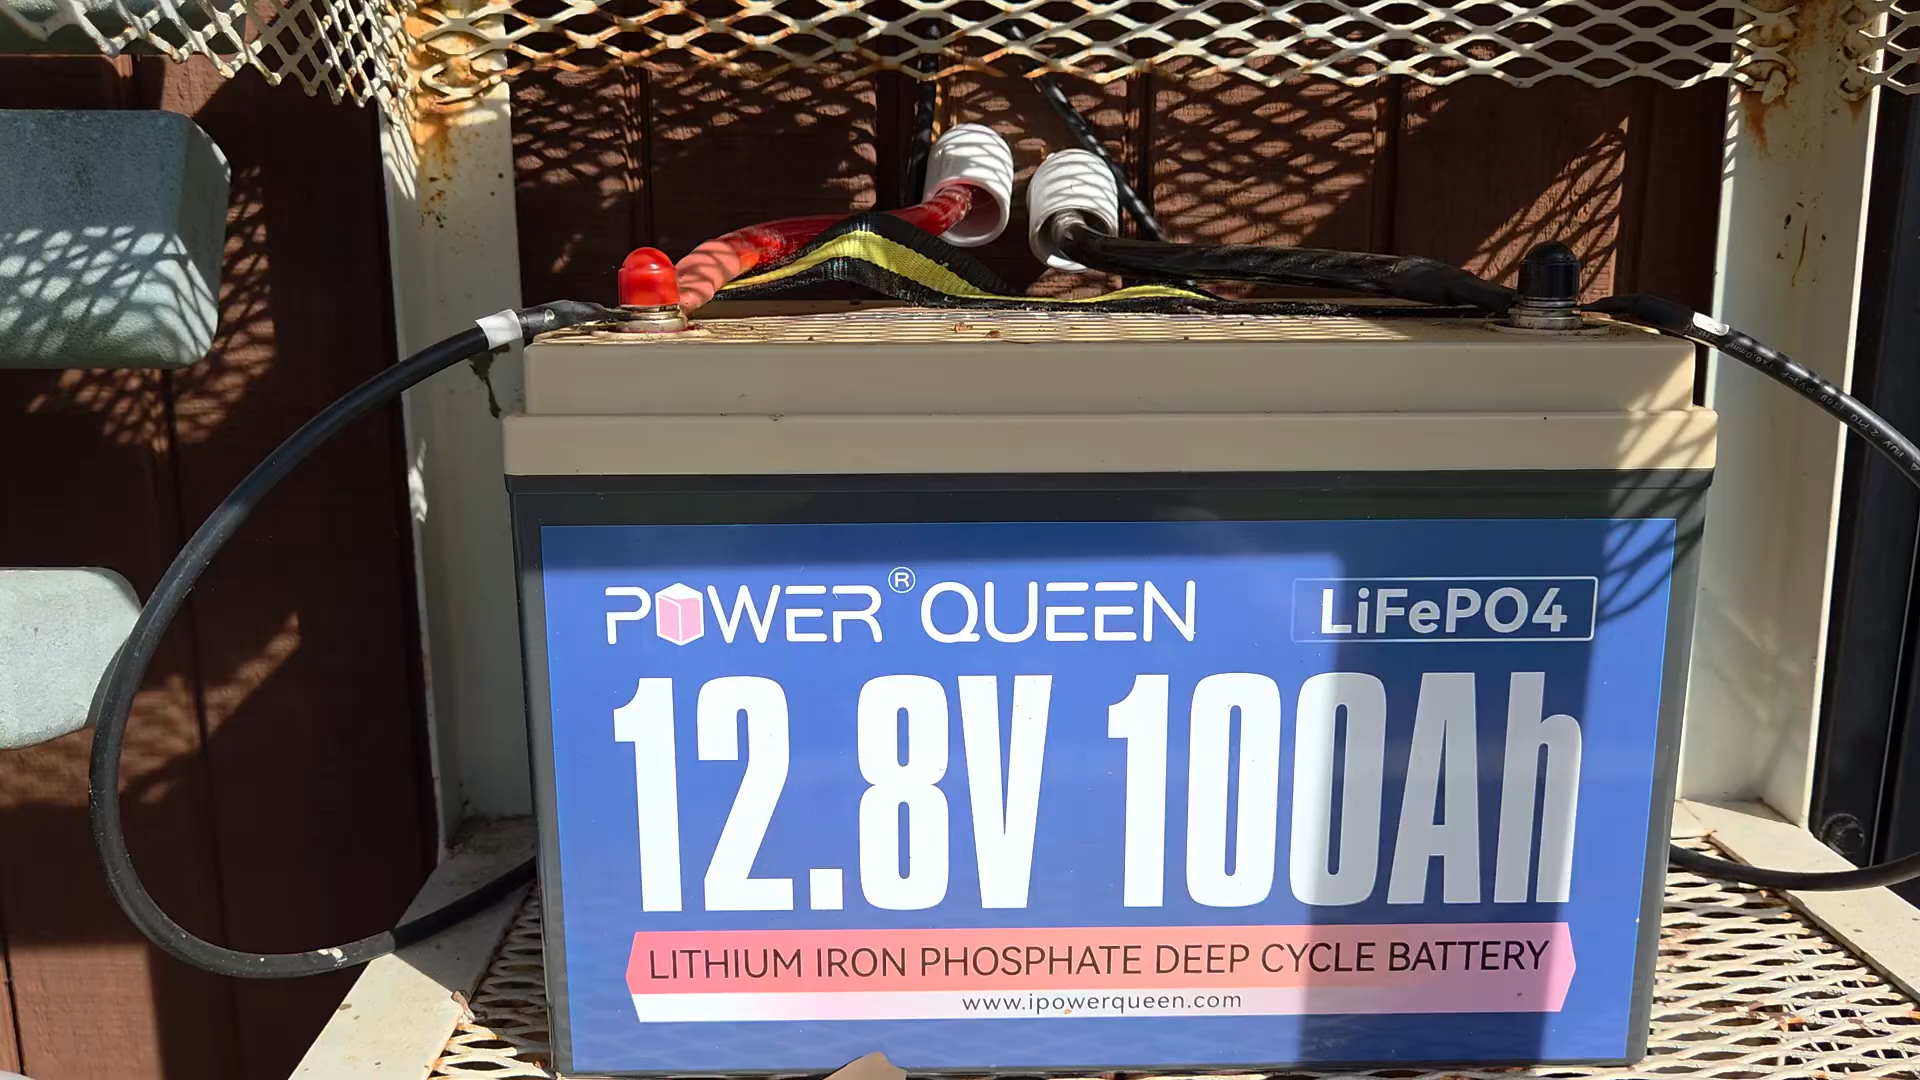 POWER® QUEEN
LiFePO4
12.8V 100Ah
LITHIUM IRON PHOSPHATE DEEP CYCLE BATTERY
www.ipowerqueen.com